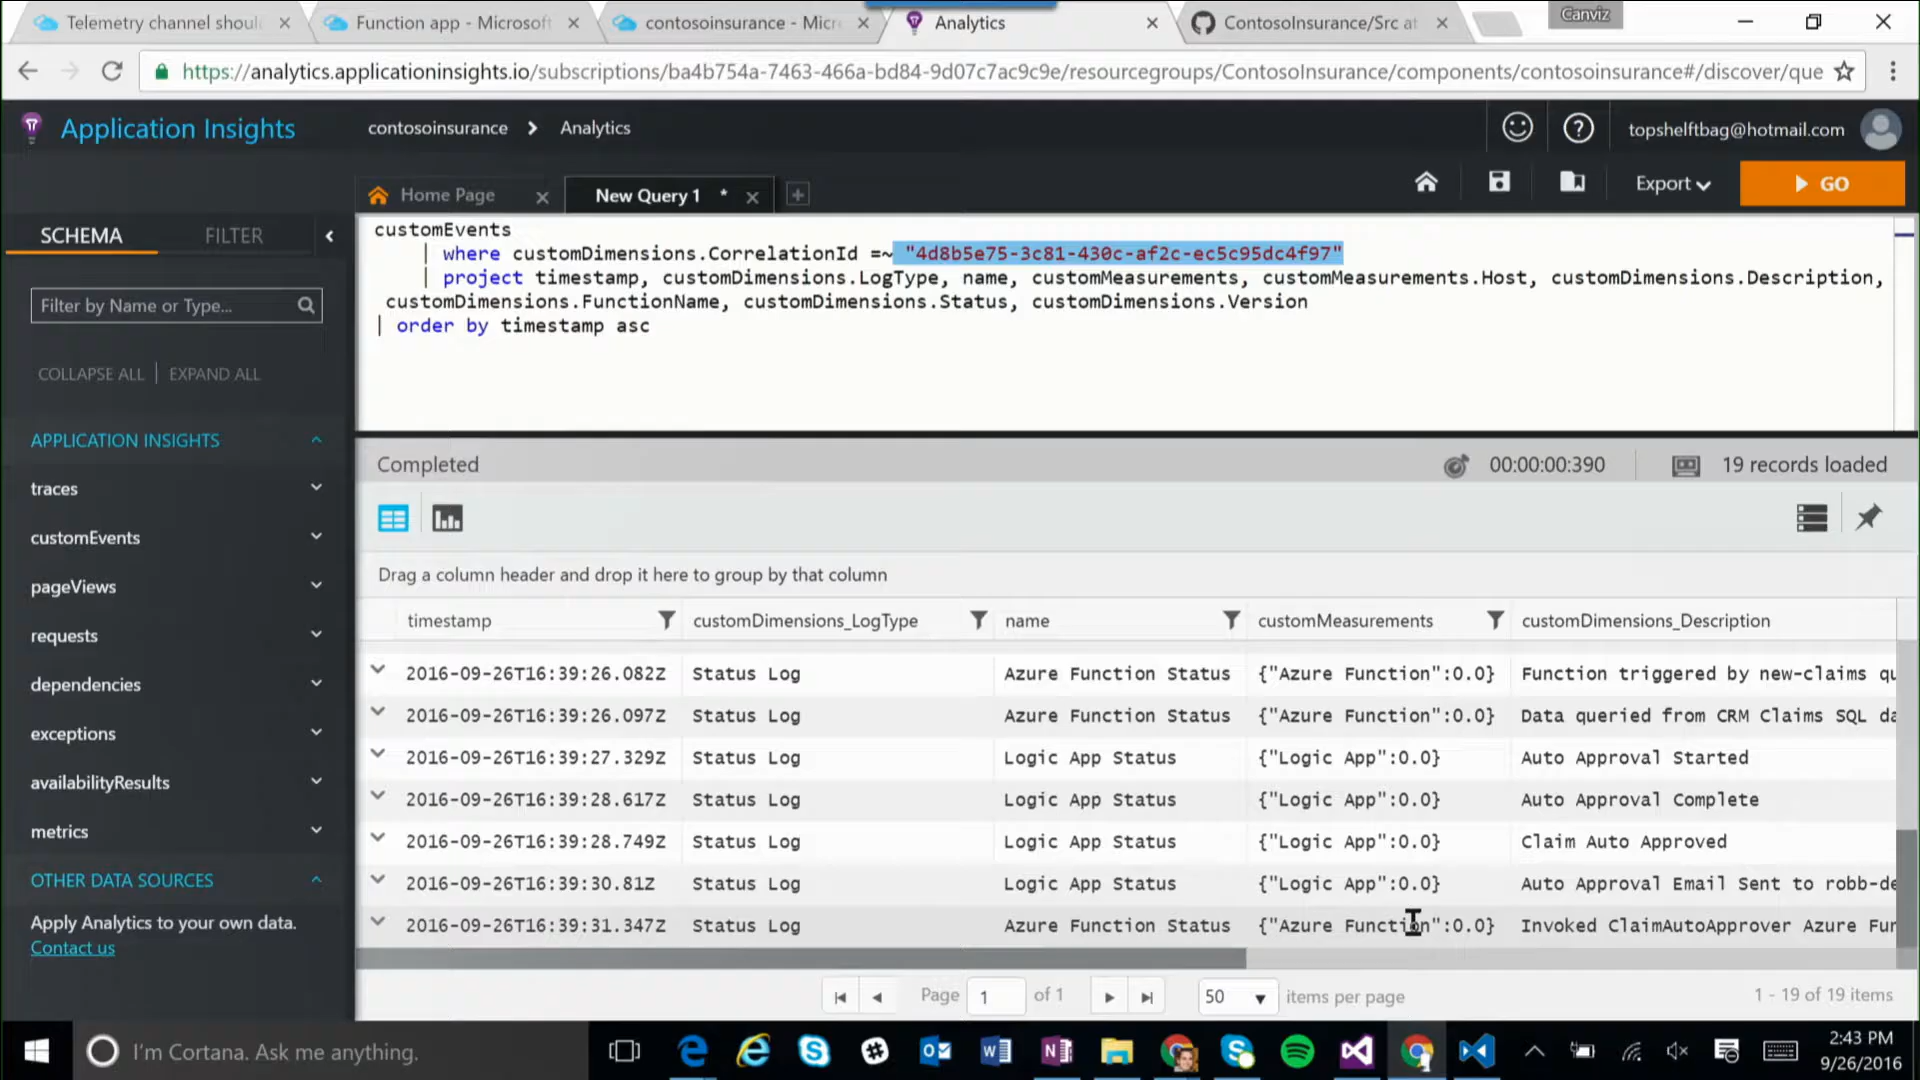 Telemetry channel shoul
Function app - Microsoft
contosoinsurance - Micr
Analytics
ContosoInsurance/Src at
Canviz
https://analytics.applicationinsights.io/subscriptions/ba4b754a-7463-466a-bd84-9d07c7ac9c9e/resourcegroups/ContosoInsurance/components/contosoinsurance#/discover/que
Application Insights
contosoinsurance > Analytics
topshelftbag@hotmail.com
Home Page
New Query 1 *
Export
GO
SCHEMA
FILTER
Filter by Name or Type...
COLLAPSE ALL | EXPAND ALL
APPLICATION INSIGHTS
traces
customEvents
pageViews
requests
dependencies
exceptions
availabilityResults
metrics
OTHER DATA SOURCES
Apply Analytics to your own data.
Contact us
customEvents
| where customDimensions.CorrelationId =~ "4d8b5e75-3c81-430c-af2c-ec5c95dc4f97"
| project timestamp, customDimensions.LogType, name, customMeasurements, customMeasurements.Host, customDimensions.Description,
customDimensions.FunctionName, customDimensions.Status, customDimensions.Version
| order by timestamp asc
Completed
00:00:00:390
19 records loaded
Drag a column header and drop it here to group by that column
timestamp customDimensions_LogType name customMeasurements customDimensions_Description
2016-09-26T16:39:26.082Z Status Log Azure Function Status {"Azure Function":0.0} Function triggered by new-claims qu
2016-09-26T16:39:26.097Z Status Log Azure Function Status {"Azure Function":0.0} Data queried from CRM Claims SQL da
2016-09-26T16:39:27.329Z Status Log Logic App Status {"Logic App":0.0} Auto Approval Started
2016-09-26T16:39:28.617Z Status Log Logic App Status {"Logic App":0.0} Auto Approval Complete
2016-09-26T16:39:28.749Z Status Log Logic App Status {"Logic App":0.0} Claim Auto Approved
2016-09-26T16:39:30.81Z Status Log Logic App Status {"Logic App":0.0} Auto Approval Email Sent to robb-de
2016-09-26T16:39:31.347Z Status Log Azure Function Status {"Azure Function":0.0} Invoked ClaimAutoApprover Azure Fun
Page 1 of 1
50 items per page
1 - 19 of 19 items
I'm Cortana. Ask me anything.
2:43 PM
9/26/2016